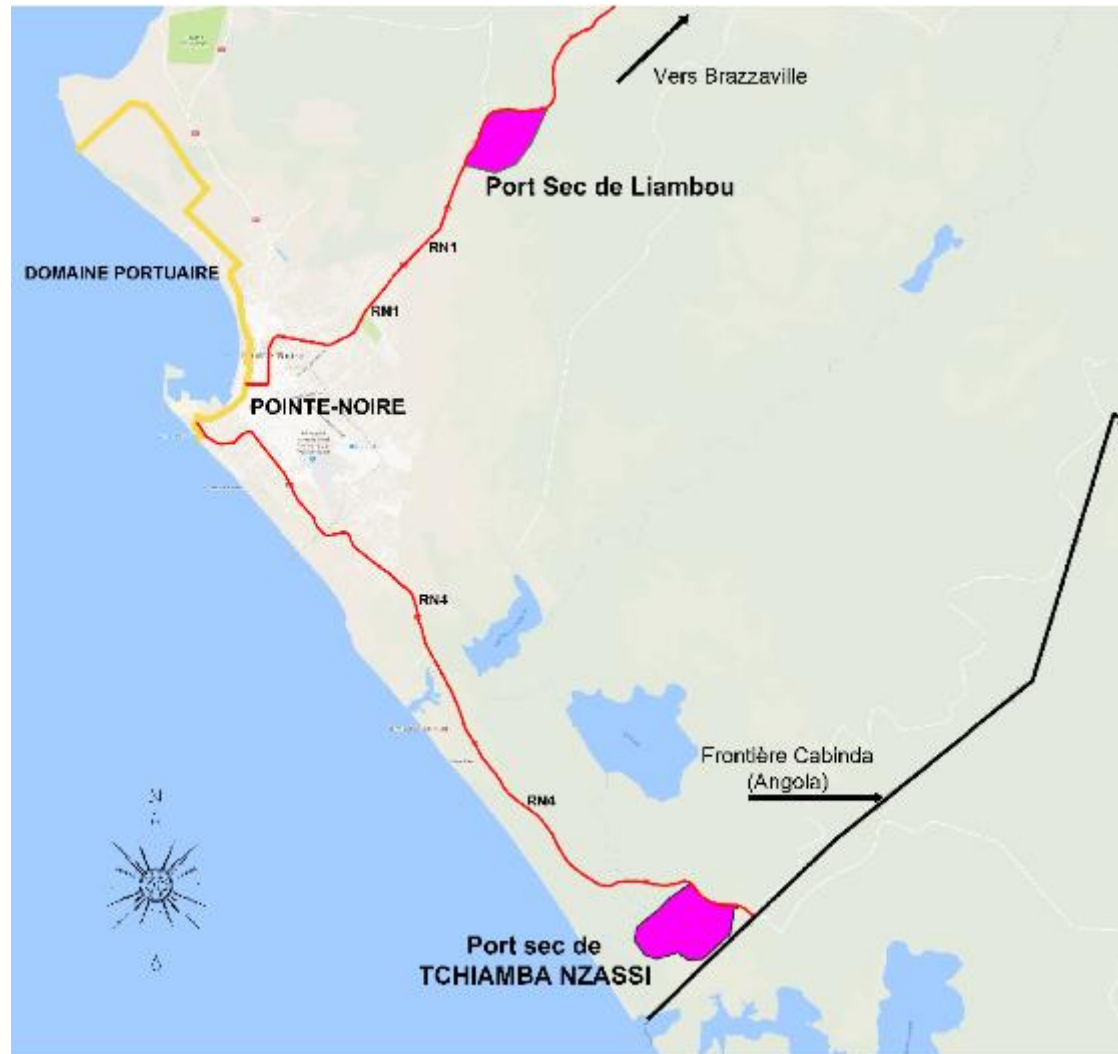 Vers Brazzaville
Port Sec de Liambou
RN1
DOMAINE PORTUAIRE
RN1
POINTE-NOIRE
RN4
Frontière Cabinda
(Angola)
RN4
N
Port sec de
TCHIAMBA NZASSI